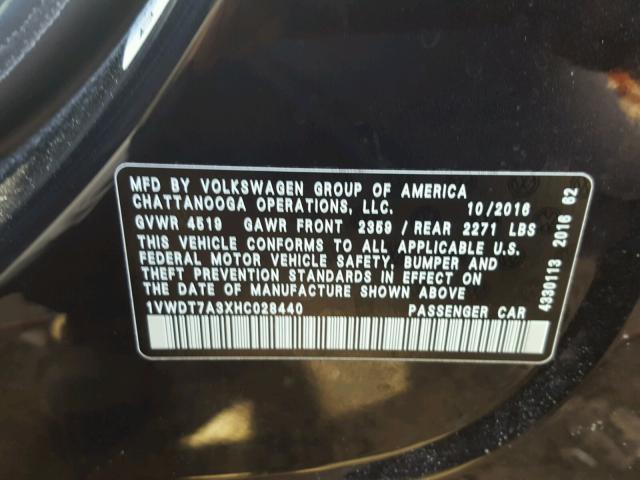 MFD BY VOLKSWAGEN GROUP OF AMERICA
CHATTANOOGA OPERATIONS, LLC. 10/2016
GVWR 4519 GAWR FRONT 2359 / REAR 2271 LBS
THIS VEHICLE CONFORMS TO ALL APPLICABLE U.S.
FEDERAL MOTOR VEHICLE SAFETY, BUMPER AND
THEFT PREVENTION STANDARDS IN EFFECT ON
THE DATE OF MANUFACTURE SHOWN ABOVE
1VWDT7A3XHC028440 PASSENGER CAR
4330113 2016 62